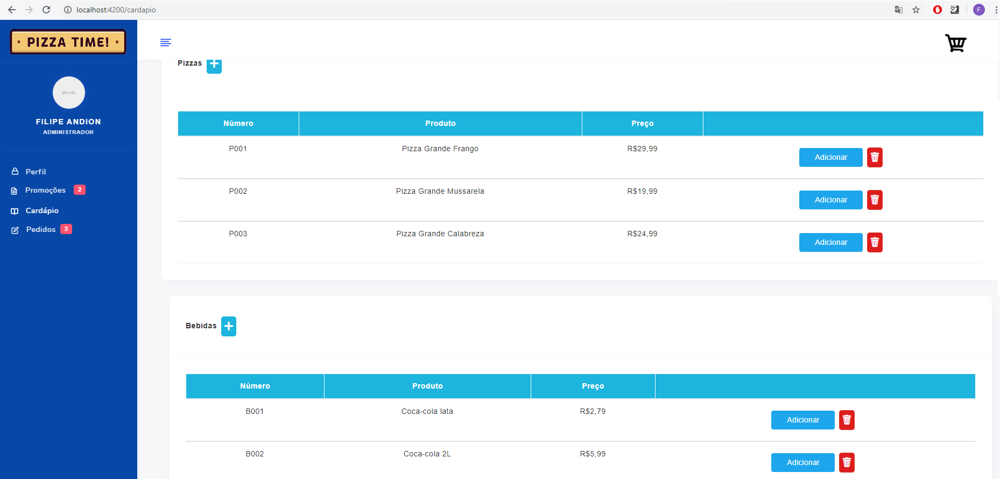 localhost:4200/cardapio
F
PIZZA TIME!
200 x 200
FILIPE ANDION
ADMINISTRADOR
Perfil
Promoções 2
Cardápio
Pedidos 3
Pizzas
Número Produto Preço
P001 Pizza Grande Frango R$29,99 Adicionar
P002 Pizza Grande Mussarela R$19,99 Adicionar
P003 Pizza Grande Calabreza R$24,99 Adicionar
Bebidas
Número Produto Preço
B001 Coca-cola lata R$2,79 Adicionar
B002 Coca-cola 2L R$5,99 Adicionar